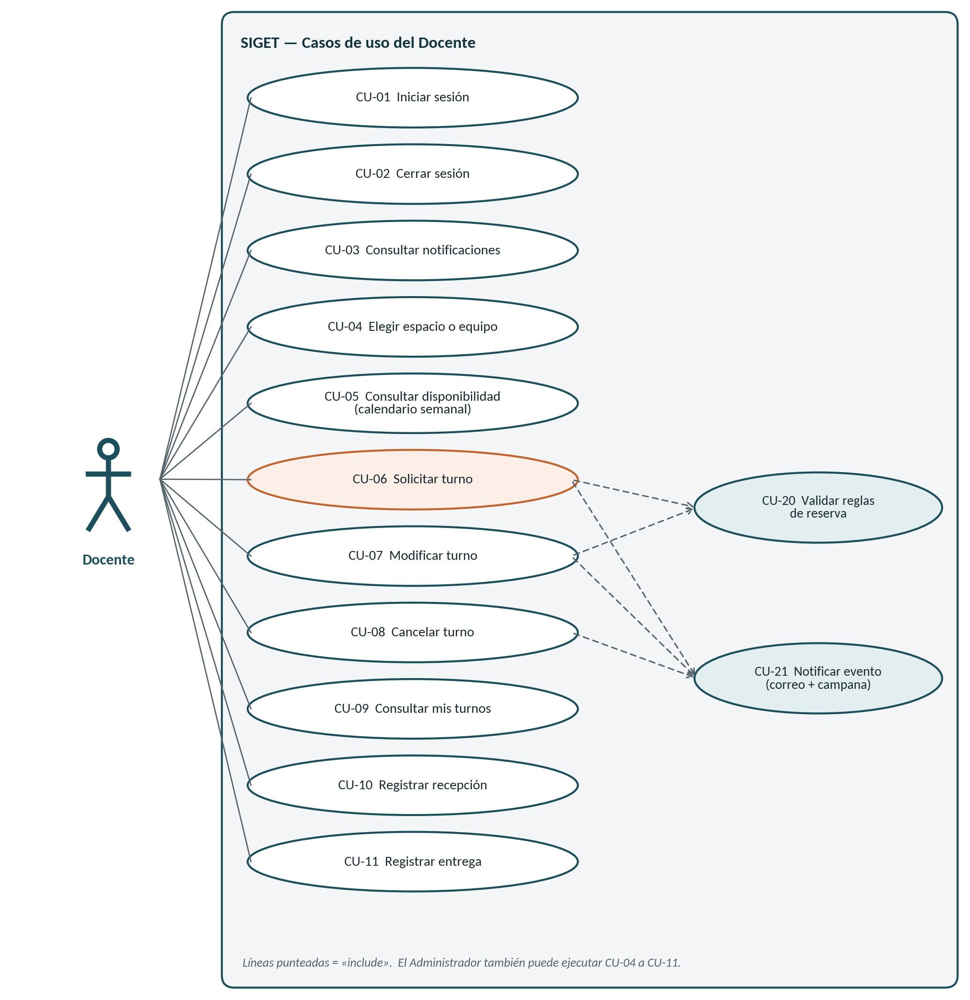 SIGET — Casos de uso del Docente
CU-01 Iniciar sesión
CU-02 Cerrar sesión
CU-03 Consultar notificaciones
CU-04 Elegir espacio o equipo
CU-05 Consultar disponibilidad
(calendario semanal)
CU-06 Solicitar turno
CU-20 Validar reglas
de reserva
CU-07 Modificar turno
Docente
CU-08 Cancelar turno
CU-21 Notificar evento
(correo + campana)
CU-09 Consultar mis turnos
CU-10 Registrar recepción
CU-11 Registrar entrega
Líneas punteadas = «include». El Administrador también puede ejecutar CU-04 a CU-11.